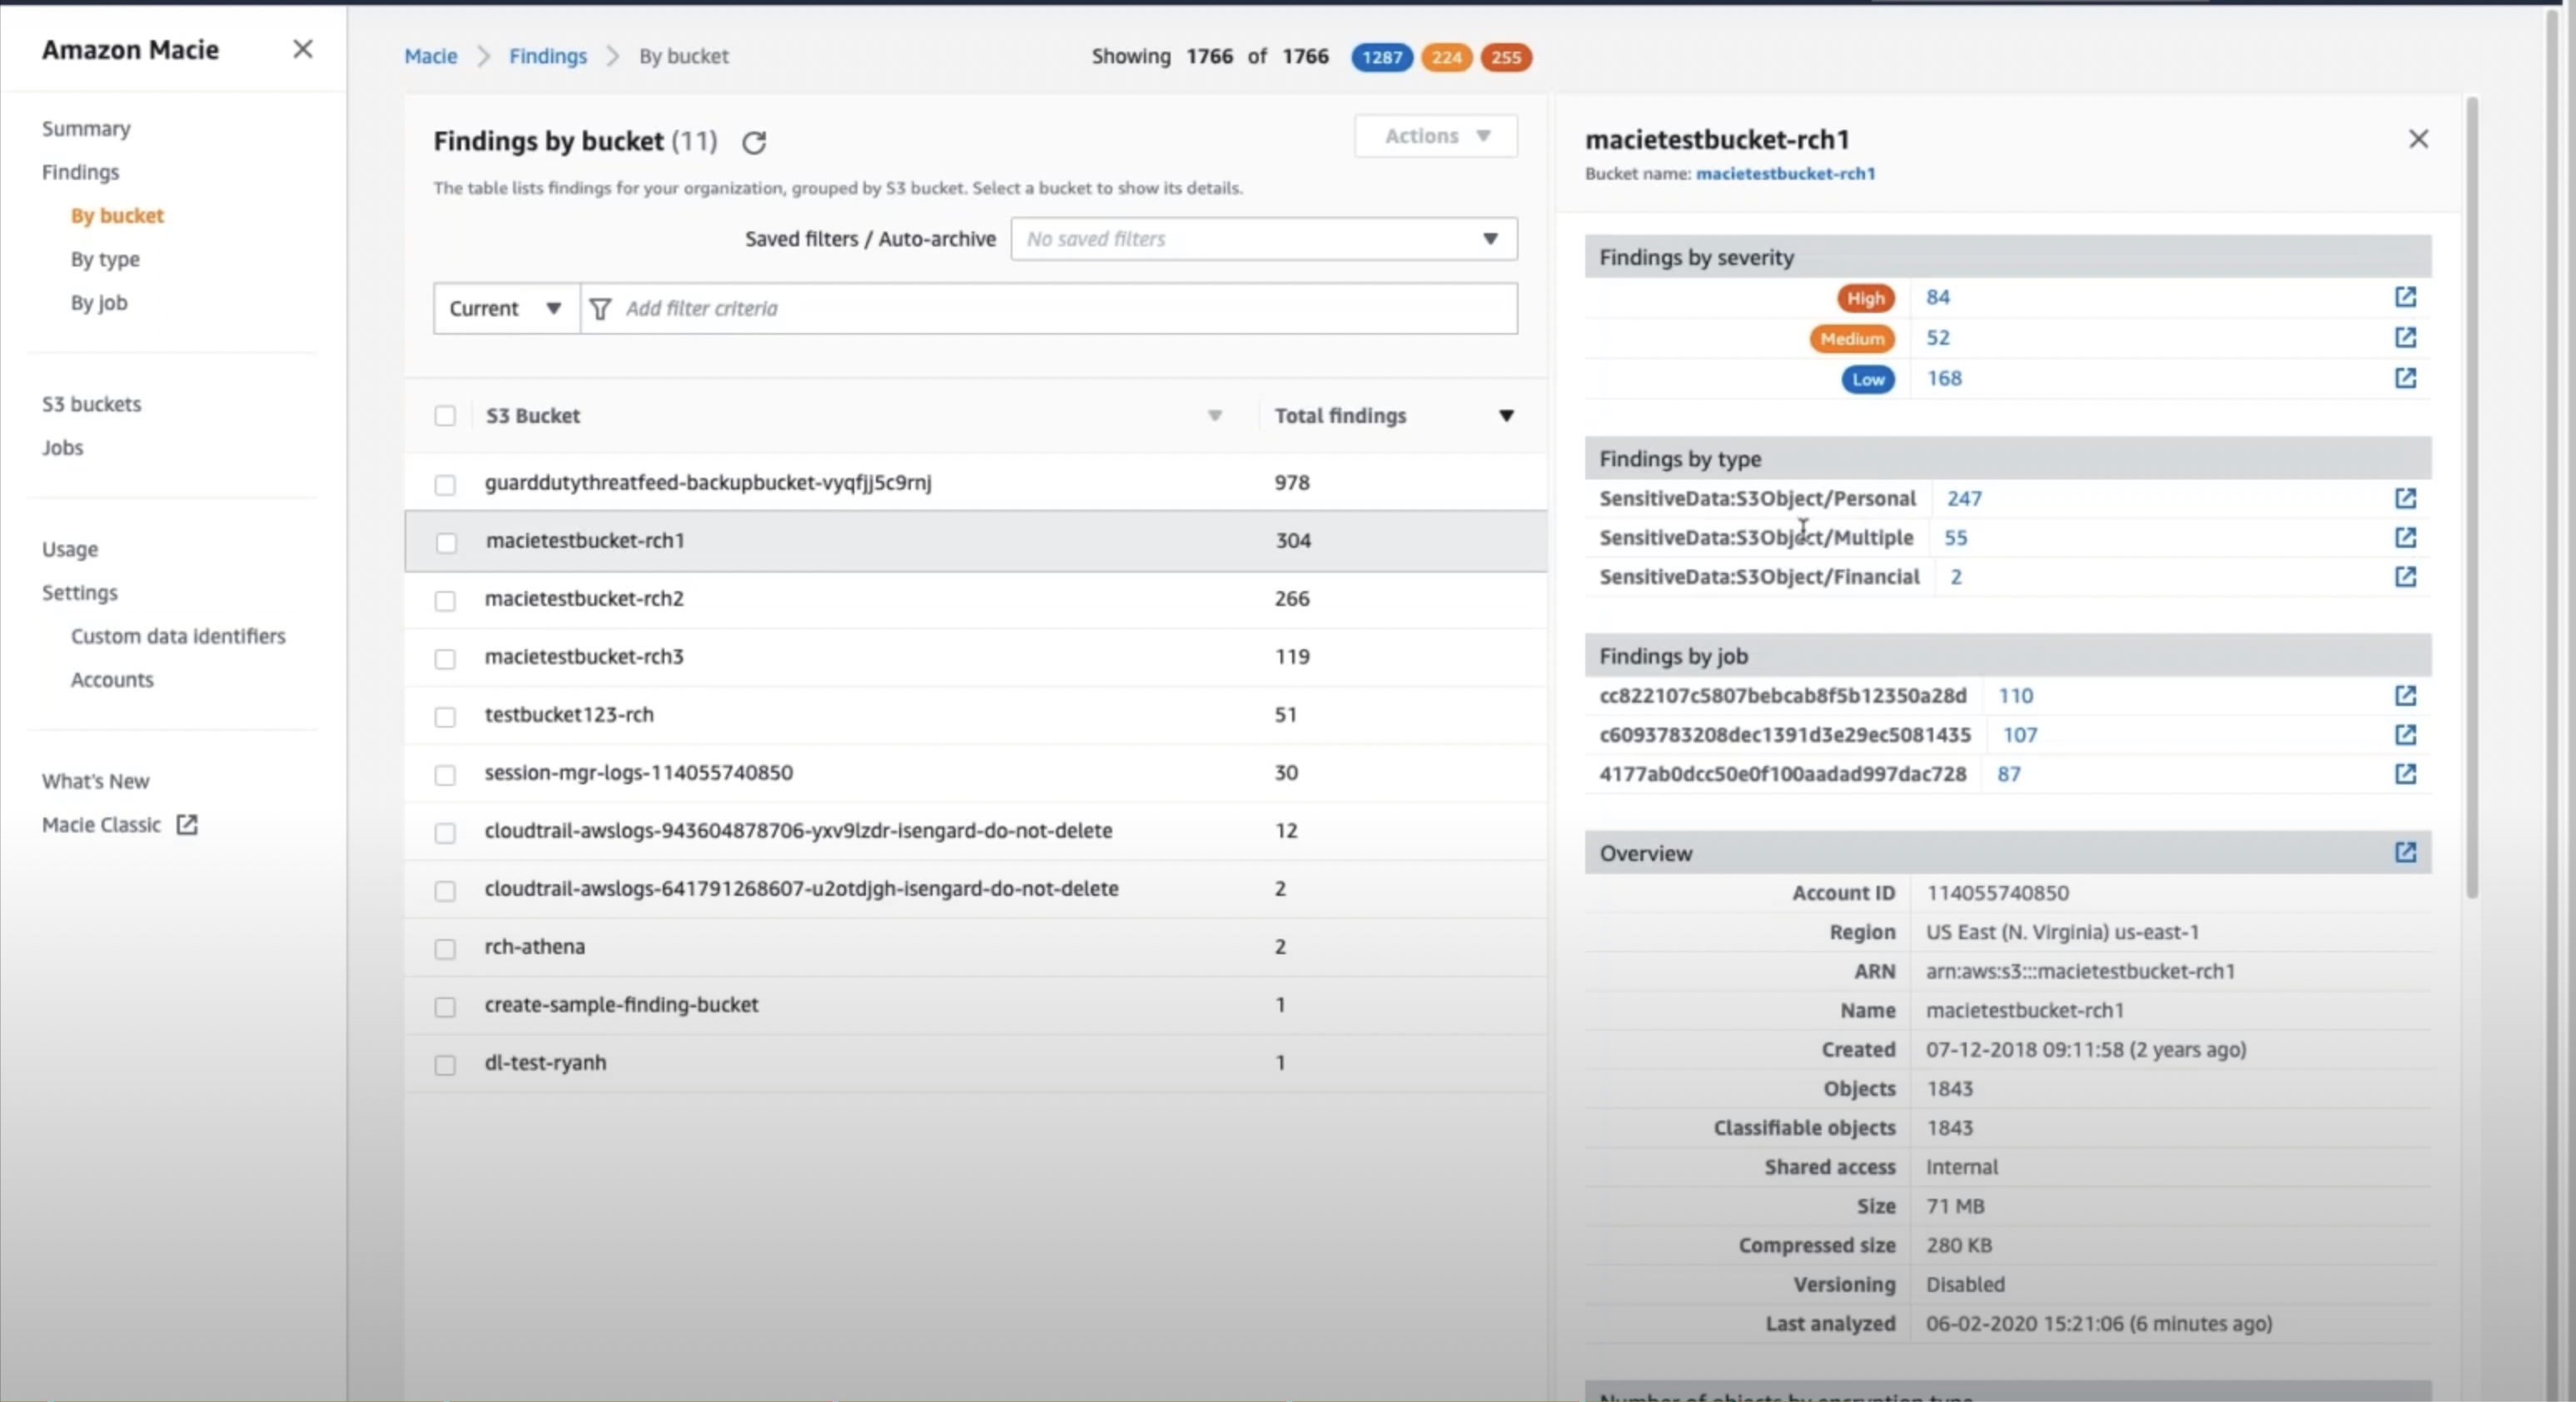 Amazon Macie
Summary
Findings
By bucket
By type
By job
S3 buckets
Jobs
Usage
Settings
Custom data identifiers
Accounts
What's New
Macie Classic
Macie > Findings > By bucket
Showing 1766 of 1766 1287 224 255
Findings by bucket (11)
Actions
The table lists findings for your organization, grouped by S3 bucket. Select a bucket to show its details.
Saved filters / Auto-archive No saved filters
Current Add filter criteria
S3 Bucket Total findings
guarddutythreatfeed-backupbucket-vyqfjj5c9rnj 978
macietestbucket-rch1 304
macietestbucket-rch2 266
macietestbucket-rch3 119
testbucket123-rch 51
session-mgr-logs-114055740850 30
cloudtrail-awslogs-943604878706-yxv9lzdr-isengard-do-not-delete 12
cloudtrail-awslogs-641791268607-u2otdjgh-isengard-do-not-delete 2
rch-athena 2
create-sample-finding-bucket 1
dl-test-ryanh 1
macietestbucket-rch1
Bucket name: macietestbucket-rch1
Findings by severity
High 84
Medium 52
Low 168
Findings by type
SensitiveData:S3Object/Personal 247
SensitiveData:S3Object/Multiple 55
SensitiveData:S3Object/Financial 2
Findings by job
cc822107c5807bebcab8f5b12350a28d 110
c6093783208dec1391d3e29ec5081435 107
4177ab0dcc50e0f100aadad997dac728 87
Overview
Account ID 114055740850
Region US East (N. Virginia) us-east-1
ARN arn:aws:s3:::macietestbucket-rch1
Name macietestbucket-rch1
Created 07-12-2018 09:11:58 (2 years ago)
Objects 1843
Classifiable objects 1843
Shared access Internal
Size 71 MB
Compressed size 280 KB
Versioning Disabled
Last analyzed 06-02-2020 15:21:06 (6 minutes ago)
Number of objects by encryption type